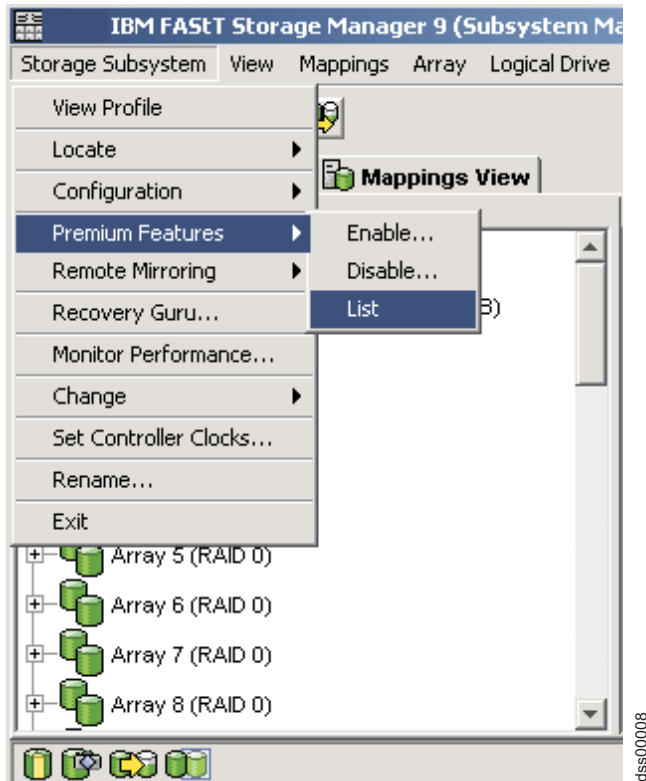 IBM FAStT Storage Manager 9 (Subsystem Ma
Storage Subsystem View Mappings Array Logical Drive
View Profile
Locate
Configuration
Mappings View
Premium Features
Enable...
Remote Mirroring
Disable...
Recovery Guru...
List
B)
Monitor Performance...
Change
Set Controller Clocks...
Rename...
Exit
Array 5 (RAID 0)
Array 6 (RAID 0)
Array 7 (RAID 0)
Array 8 (RAID 0)
dss00008